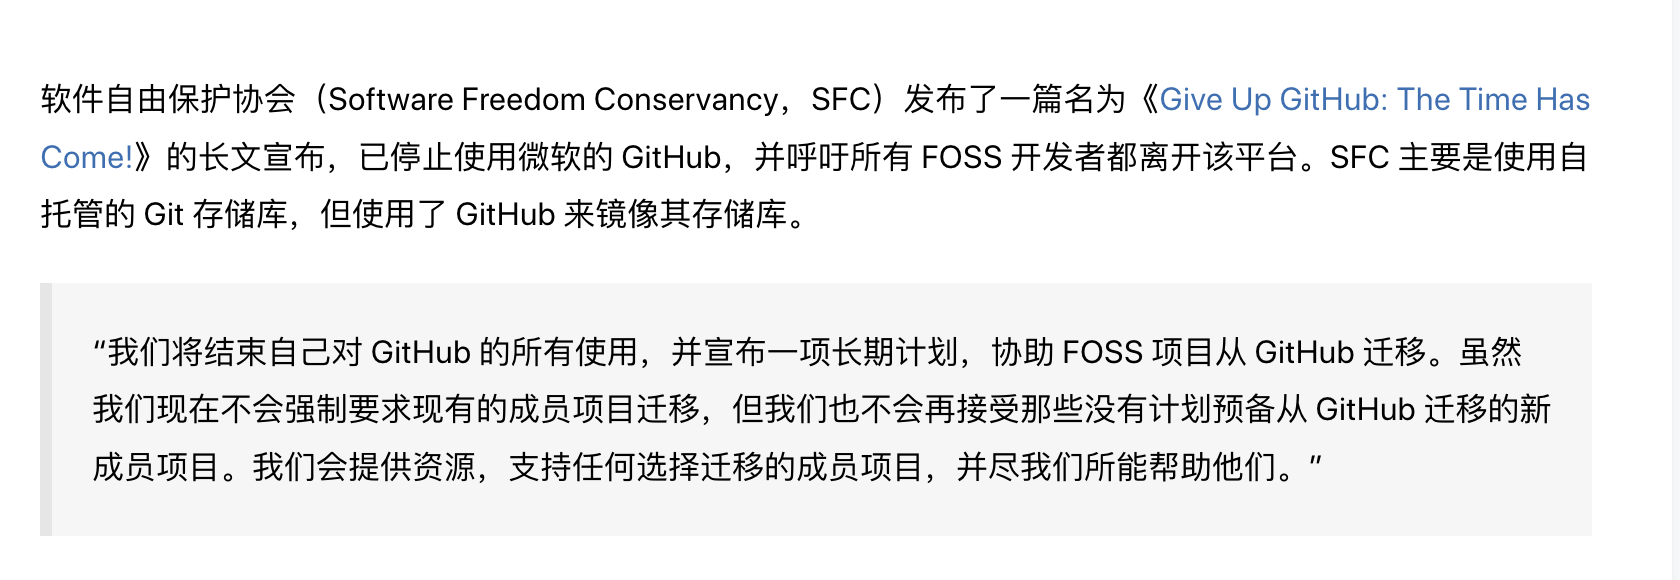 软件自由保护协会（Software Freedom Conservancy，SFC）发布了一篇名为《Give Up GitHub: The Time Has
Come!》的长文宣布，已停止使用微软的 GitHub，并呼吁所有 FOSS 开发者都离开该平台。SFC 主要是使用自
托管的 Git 存储库，但使用了 GitHub 来镜像其存储库。
“我们将结束自己对 GitHub 的所有使用，并宣布一项长期计划，协助 FOSS 项目从 GitHub 迁移。虽然
我们现在不会强制要求现有的成员项目迁移，但我们也不会再接受那些没有计划预备从 GitHub 迁移的新
成员项目。我们会提供资源，支持任何选择迁移的成员项目，并尽我们所能帮助他们。”